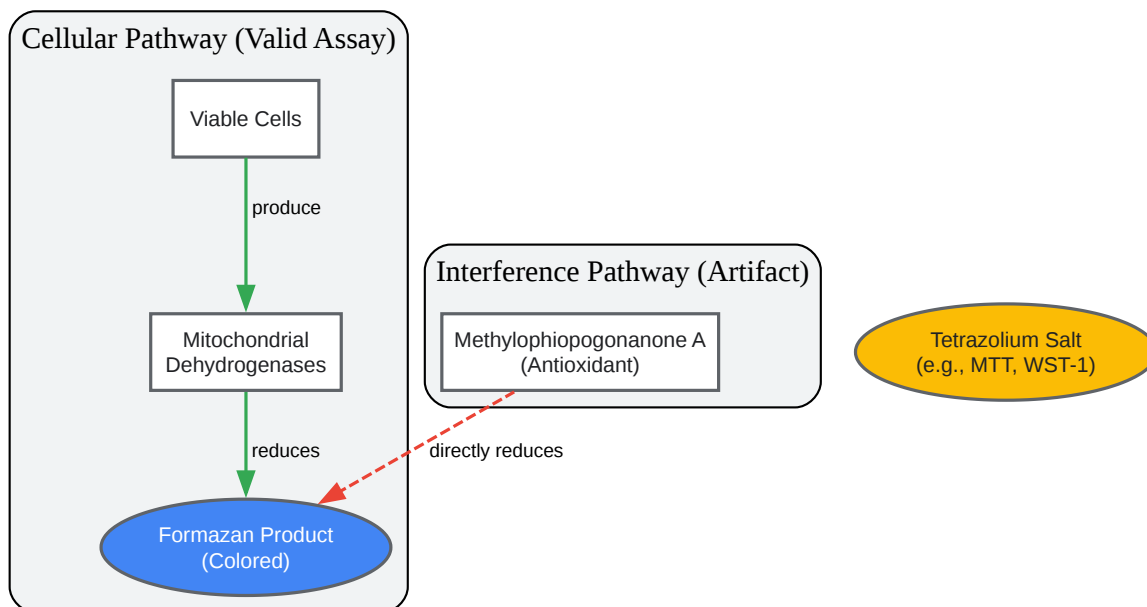 Cellular Pathway (Valid Assay)
Viable Cells
produce
Interference Pathway (Artifact)
Mitochondrial
Dehydrogenases
Methylophiopogonanone A
(Antioxidant)
Tetrazolium Salt
(e.g., MTT, WST-1)
reduces
directly reduces
Formazan Product
(Colored)